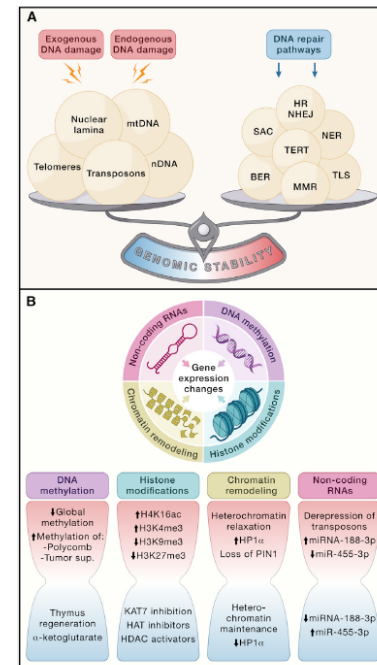 A
Exogenous
DNA damage
Endogenous
DNA damage
DNA repair
pathways
Nuclear
lamina
mtDNA
Telomeres
Transposons
nDNA
HR
NHEJ
SAC
NER
TERT
BER
TLS
MMR
GENOMIC STABILITY
B
Non-coding RNAs
DNA methylation
Gene
expression
changes
Chromatin remodeling
Histone modifications
DNA
methylation
Histone
modifications
Chromatin
remodeling
Non-coding
RNAs
⬇Global
methylation
⬆Methylation of:
-Polycomb
-Tumor sup.
⬆H4K16ac
⬆H3K4me3
⬇H3K9me3
⬇H3K27me3
Heterochromatin
relaxation
⬆HP1α
Loss of PIN1
Derepression of
transposons
⬆miRNA-188-3p
⬇miR-455-3p
Thymus
regeneration
α-ketoglutarate
KAT7 inhibition
HAT inhibitors
HDAC activators
Hetero-
chromatin
maintenance
⬇HP1α
⬇miRNA-188-3p
⬆miR-455-3p